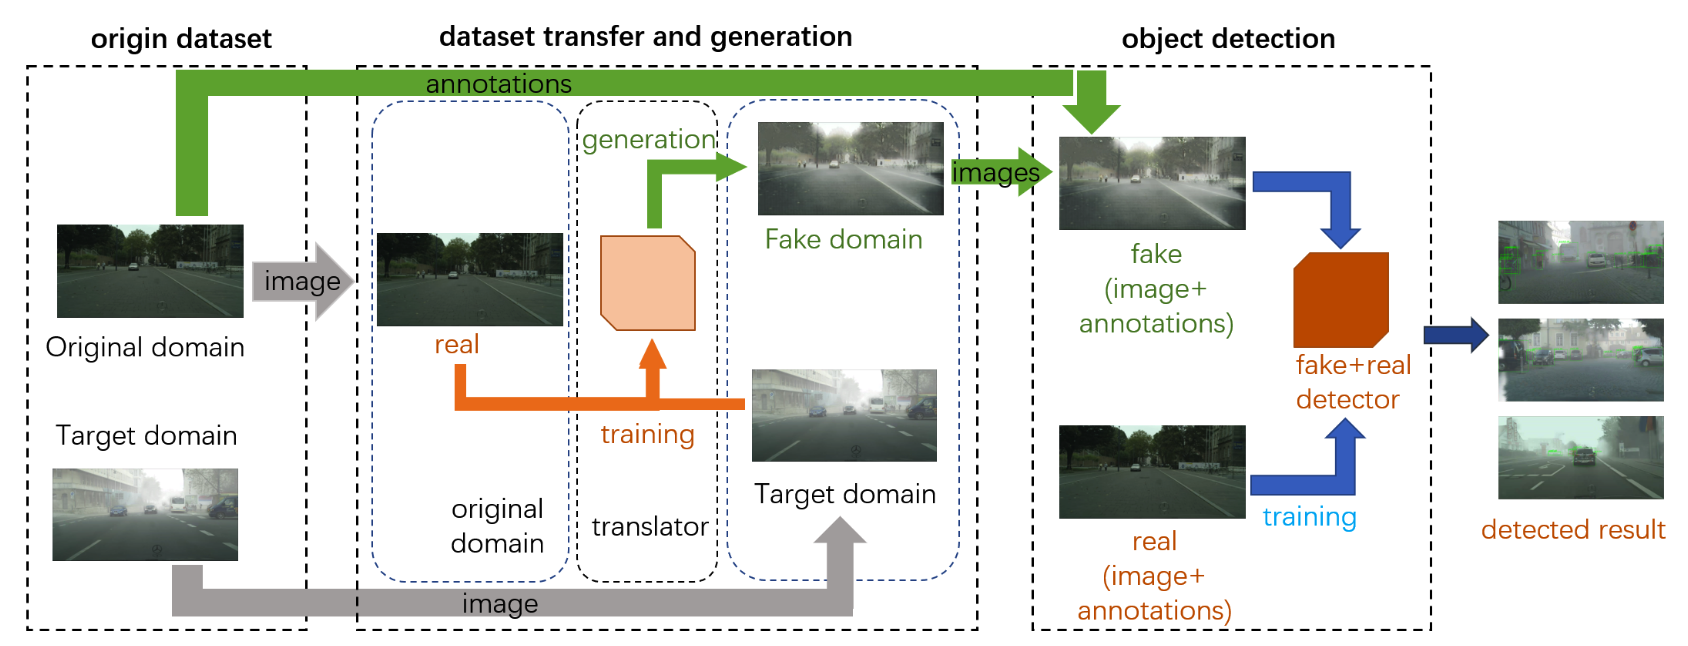 origin dataset
dataset transfer and generation
object detection
annotations
generation
images
Fake domain
image
Original domain
real
fake
(image+
annotations)
fake+real
detector
Target domain
training
Target domain
original
domain
translator
image
real
(image+
annotations)
training
detected result